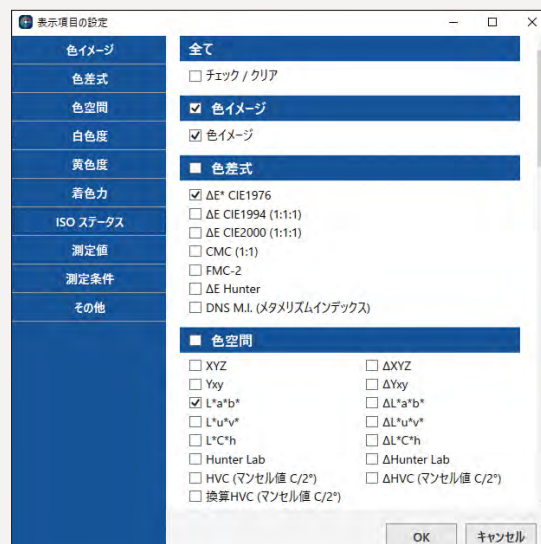 表示項目の設定
色イメージ
色差式
色空間
白色度
黄色度
着色力
ISO ステータス
測定値
測定条件
その他
全て
チェック / クリア
色イメージ
色イメージ
色差式
ΔE* CIE1976
ΔE CIE1994 (1:1:1)
ΔE CIE2000 (1:1:1)
CMC (1:1)
FMC-2
ΔE Hunter
DNS M.I. (メタメリズムインデックス)
色空間
XYZ ΔXYZ
Yxy ΔYxy
L*a*b* ΔL*a*b*
L*u*v* ΔL*u*v*
L*C*h ΔL*C*h
Hunter Lab ΔHunter Lab
HVC (マンセル値 C/2°) ΔHVC (マンセル値 C/2°)
換算HVC (マンセル値 C/2°)
OK キャンセル